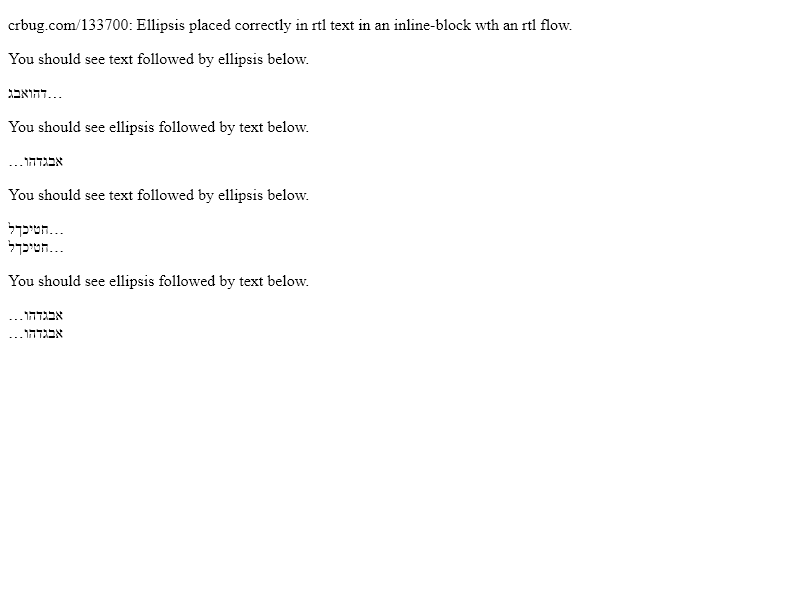 crbug.com/133700: Ellipsis placed correctly in rtl text in an inline-block wth an rtl flow.
You should see text followed by ellipsis below.
דהואבג…
You should see ellipsis followed by text below.
אבגדהו…
You should see text followed by ellipsis below.
חטיכךל…
חטיכךל…
You should see ellipsis followed by text below.
אבגדהו…
אבגדהו…